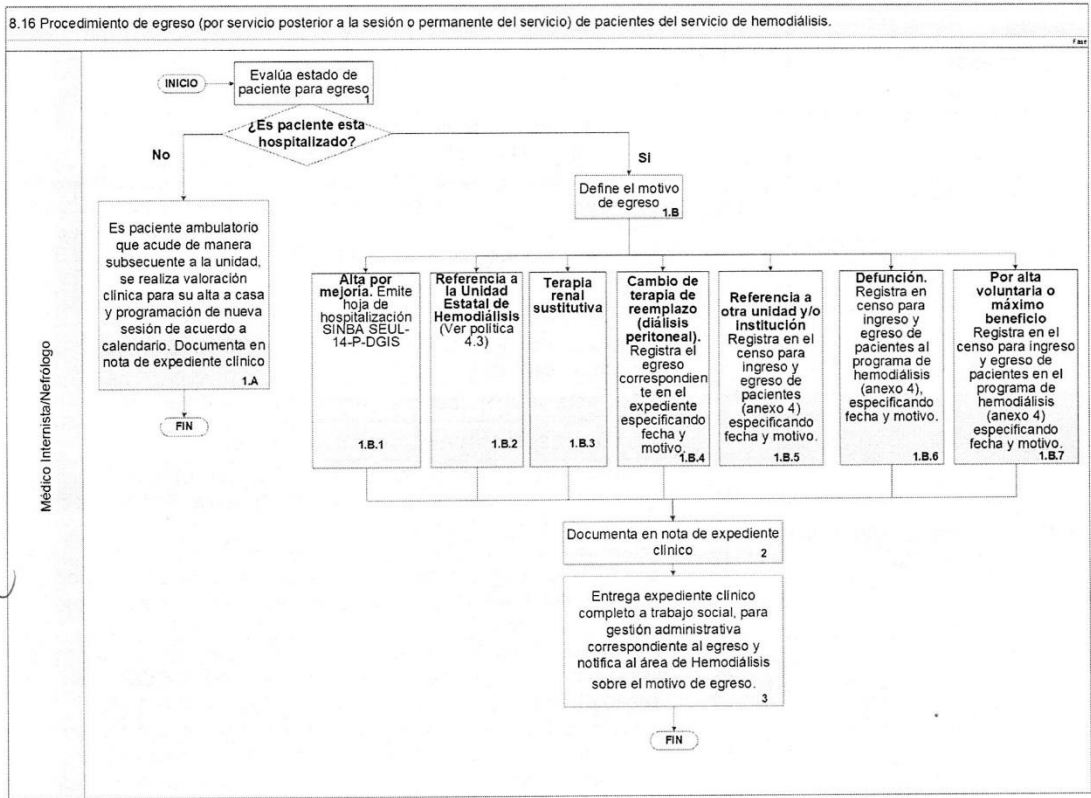 8.16 Procedimiento de egreso (por servicio posterior a la sesión o permanente del servicio) de pacientes del servicio de hemodiálisis.
Fase
Médico Internista/Nefrólogo
INICIO
Evalúa estado de
paciente para egreso
1
¿Es paciente esta
hospitalizado?
No
SI
Es paciente ambulatorio
que acude de manera
subsecuente a la unidad,
se realiza valoración
clínica para su alta a casa
y programación de nueva
sesión de acuerdo a
calendario. Documenta en
nota de expediente clínico
1.A
FIN
Define el motivo
de egreso
1.B
Alta por
mejoría. Emite
hoja de
hospitalización
SINBA SEUL-
14-P-DGIS
1.B.1
Referencia a
la Unidad
Estatal de
Hemodiálisis
(Ver política
4.3)
1.B.2
Terapia
renal
sustitutiva
1.B.3
Cambio de
terapia de
reemplazo
(diálisis
peritoneal).
Registra el
egreso
correspondien
te en el
expediente
especificando
fecha y
motivo.
1.B.4
Referencia a
otra unidad y/o
institución
Registra en el
censo para
ingreso y
egreso de
pacientes
(anexo 4)
especificando
fecha y motivo.
1.B.5
Defunción.
Registra en
censo para
ingreso y
egreso de
pacientes al
programa de
hemodiálisis
(anexo 4),
especificando
fecha y motivo.
1.B.6
Por alta
voluntaria o
máximo
beneficio
Registra en el
censo para ingreso
y egreso de
pacientes en el
programa de
hemodiálisis
(anexo 4)
especificando
fecha y motivo.
1.B.7
Documenta en nota de expediente
clínico
2
Entrega expediente clínico
completo a trabajo social, para
gestión administrativa
correspondiente al egreso y
notifica al área de Hemodiálisis
sobre el motivo de egreso.
3
FIN